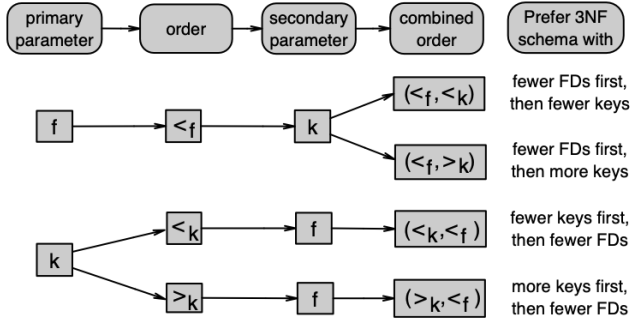 primary
parameter
order
secondary
parameter
combined
order
Prefer 3NF
schema with
f
<f
k
(<f,<k)
fewer FDs first,
then fewer keys
(<f,>k)
fewer FDs first,
then more keys
k
<k
f
(<k,<f )
fewer keys first,
then fewer FDs
>k
f
(>k,<f )
more keys first,
then fewer FDs